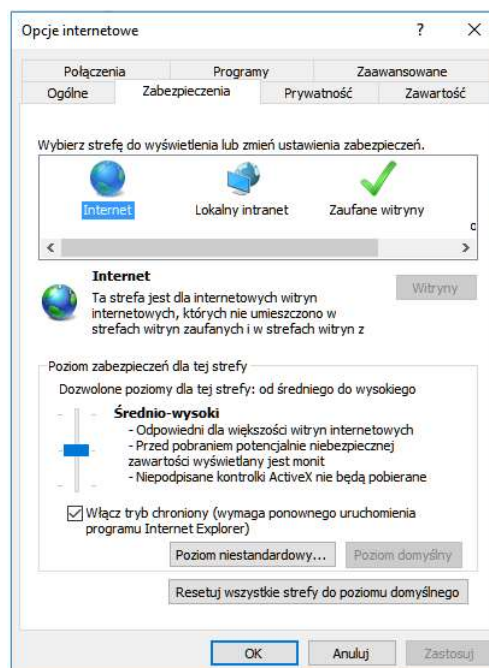 Opcje internetowe
?
Połączenia Programy Zaawansowane
Ogólne Zabezpieczenia Prywatność Zawartość
Wybierz strefę do wyświetlenia lub zmień ustawienia zabezpieczeń.
Internet Lokalny intranet Zaufane witryny
Internet
Witryny
Ta strefa jest dla internetowych witryn
internetowych, których nie umieszczono w
strefach witryn zaufanych i w strefach witryn z
Poziom zabezpieczeń dla tej strefy
Dozwolone poziomy dla tej strefy: od średniego do wysokiego
Średnio-wysoki
- Odpowiedni dla większości witryn internetowych
- Przed pobraniem potencjalnie niebezpiecznej
zawartości wyświetlany jest monit
- Niepodpisane kontrolki ActiveX nie będą pobierane
Włącz tryb chroniony (wymaga ponownego uruchomienia
programu Internet Explorer)
Poziom niestandardowy... Poziom domyślny
Resetuj wszystkie strefy do poziomu domyślnego
OK Anuluj Zastosuj